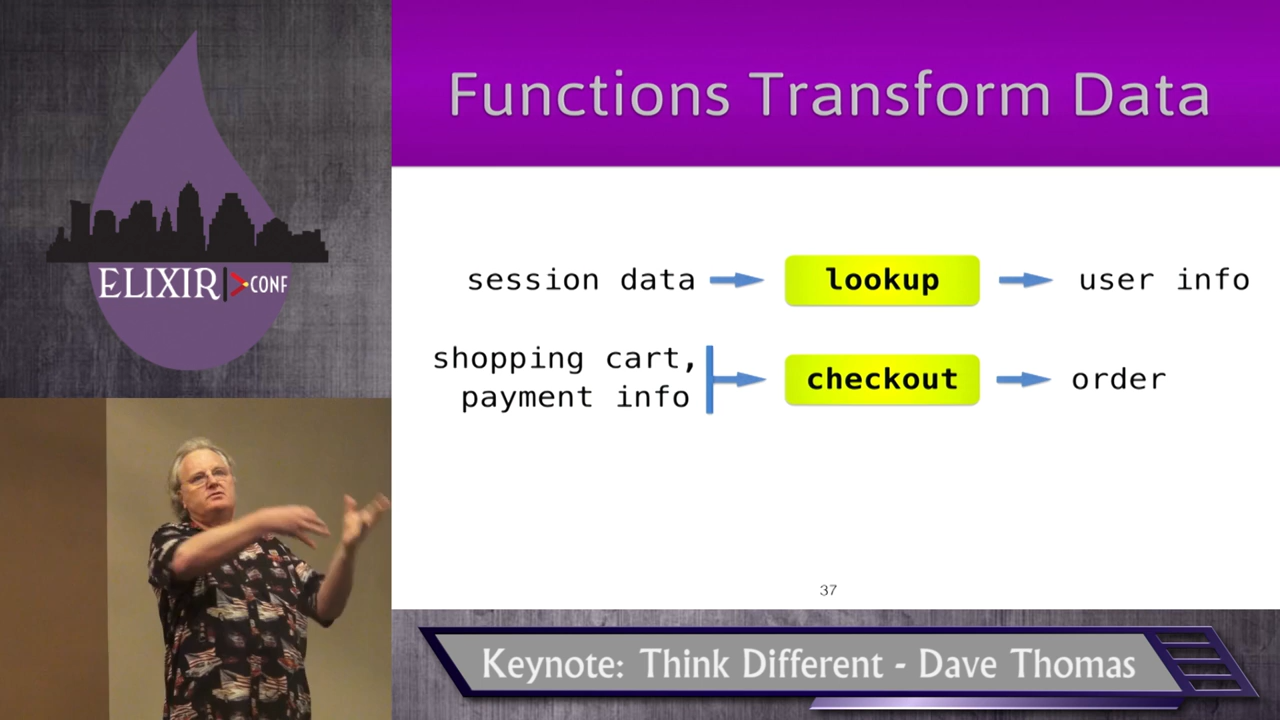 Functions Transform Data
ELIXIR|>CONF
session data lookup user info
shopping cart,
payment info
checkout order
37
Keynote: Think Different - Dave Thomas